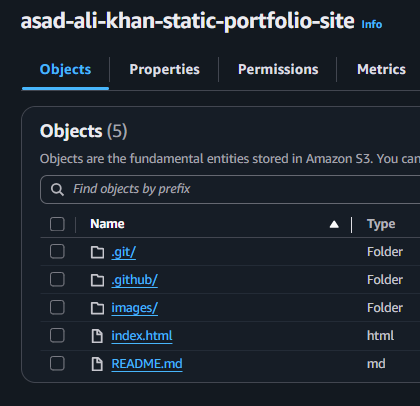 asad-ali-khan-static-portfolio-site Info
Objects Properties Permissions Metrics
Objects (5)
Objects are the fundamental entities stored in Amazon S3. You can
Find objects by prefix
Name Type
.git/ Folder
.github/ Folder
images/ Folder
index.html html
README.md md